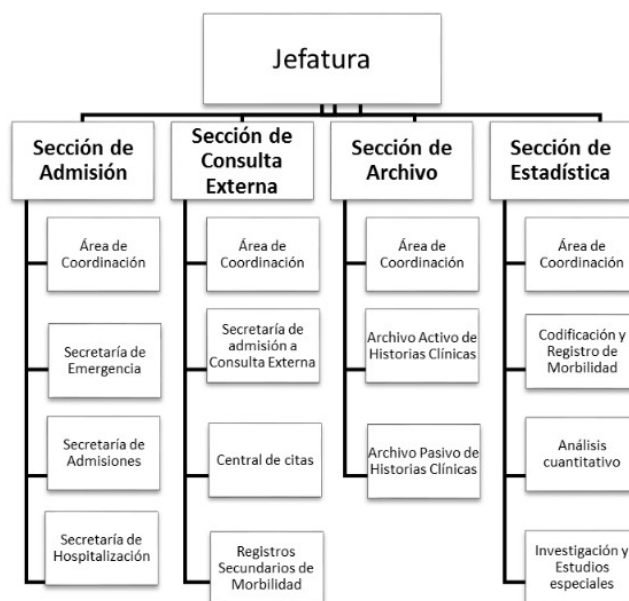 Jefatura
Sección de
Admisión
Sección de
Consulta
Externa
Sección de
Archivo
Sección de
Estadística
Área de
Coordinación
Secretaría de
Emergencia
Secretaría de
Admisiones
Secretaría de
Hospitalización
Área de
Coordinación
Secretaría de
admisión a
Consulta Externa
Central de citas
Registros
Secundarios de
Morbilidad
Área de
Coordinación
Archivo Activo de
Historias Clínicas
Archivo Pasivo de
Historias Clínicas
Área de
Coordinación
Codificación y
Registro de
Morbilidad
Análisis
cuantitativo
Investigación y
Estudios
especiales